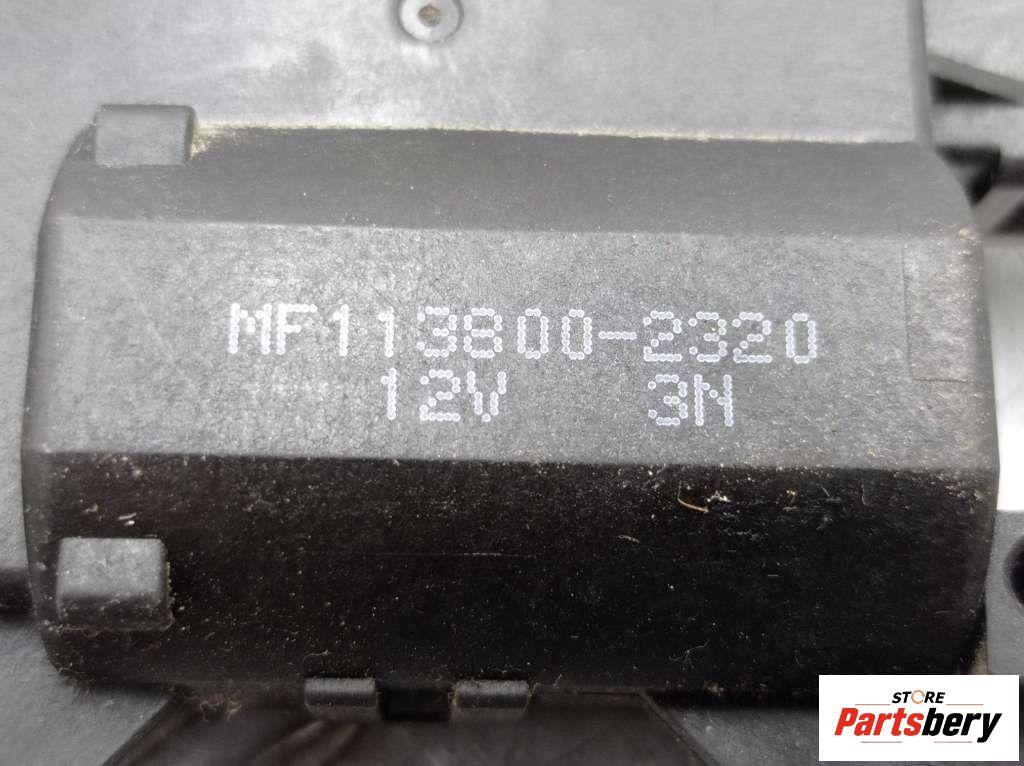 MF113800-2320
12V 3N
STORE
Partsbery